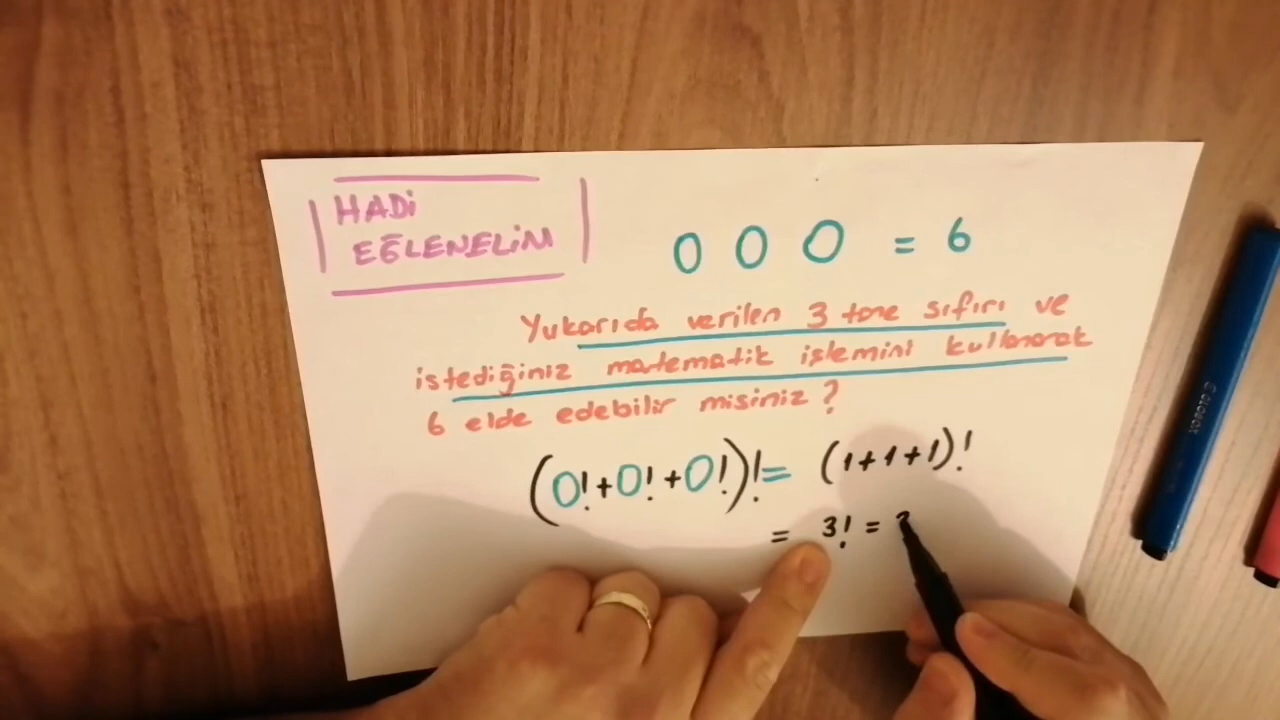 HADİ
EĞLENELİM
0 0 0 = 6
Yukarıda verilen 3 tane sıfırı ve
istediğiniz matematik işlemini kullanarak
6 elde edebilir misiniz?
(0!+0!+0!)!= (1+1+1)!
= 3! =